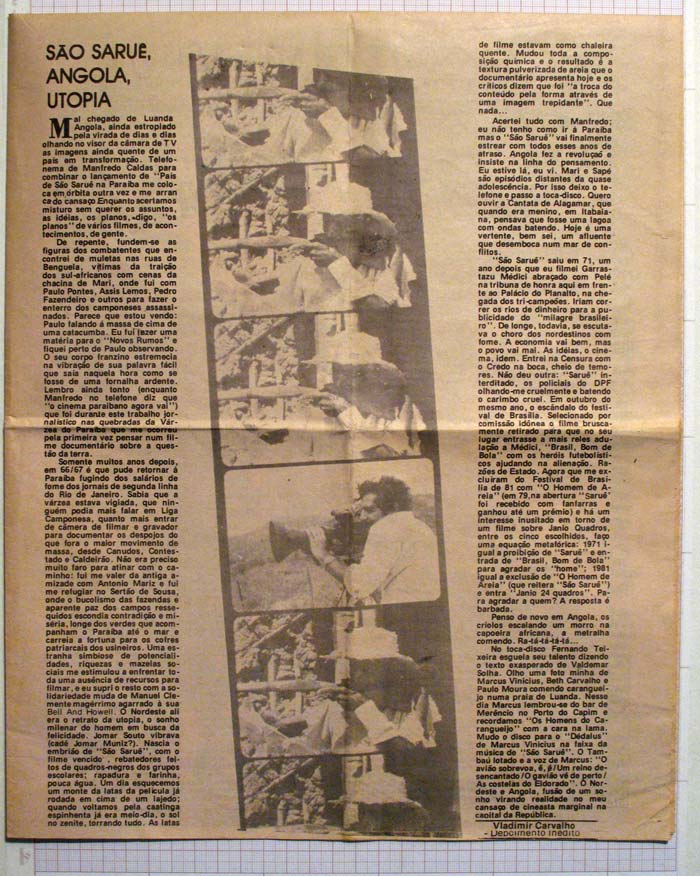 SÃO SARUÊ,
ANGOLA,
UTOPIA
Mal chegado de Luanda
Angola, ainda estropiado
pela virada de dias e dias
olhando no visor da câmara de TV
as imagens ainda quente de um
país em transformação. Telefo-
nema de Manfredo Caldas para
combinar o lançamento de "País
de São Saruê na Paraíba me colo-
ca em órbita outra vez e me arran
ca do cansaço Enquanto acertamos
misturo sem querer os assuntos,
as idéias, os planos, digo, "os
planos" de vários filmes, de acon-
tecimentos, de gente.
De repente, fundem-se as
figuras dos combatentes que en-
contrei de muletas nas ruas de
Benguela, vítimas da traição
dos sul-africanos com cenas da
chacina de Mari, onde fui com
Paulo Pontes, Assis Lemos, Pedro
Fazendeiro e outros para fazer o
enterro dos camponeses assassi-
nados. Parece que estou vendo:
Paulo falando á massa de cima de
uma catacumba. Eu fui fazer uma
matéria para o "Novos Rumos" e
fiquei perto de Paulo observando.
O seu corpo franzino estremecia
na vibração de sua palavra fácil
que saía naquela hora como se
fosse de uma fornalha ardente.
Lembro ainda tonto (enquanto
Manfredo no telefone diz que
"o cinema paraibano agora vai")
que foi durante este trabalho jor-
nalístico nas quebradas da Vár-
zea do Paraíba que me ocorreu
pela primeira vez pensar num fil-
me documentário sobre a ques-
tão da terra.
Somente muitos anos depois,
em 66/67 é que pude retornar á
Paraíba fugindo dos salários de
fome dos jornais de segunda linha
do Rio de Janeiro. Sabia que a
várzea estava vigiada, que nin-
guém podia mais falar em Liga
Camponesa, quanto mais entrar
de câmera de filmar e gravador
para documentar os despojos do
que fora o maior movimento de
massa, desde Canudos, Contes-
tado e Caldeirão. Não era preciso
muito faro para atinar com o ca-
minho: fui me valer da antiga a-
mizade com Antonio Mariz e fui
me refugiar no Sertão de Sousa,
onde o bucolismo das fazendas e
aparente paz dos campos resse-
quidos escondia contradição e mi-
séria, longe dos verdes que acom-
panham o Paraíba até o mar e
carreia a fortuna para os cofres
patriarcais dos usineiros. Uma es-
tranha simbiose de potenciali-
dades, riquezas e mazelas so-
ciais me estimulou a enfrentar to-
da uma ausência de recursos para
filmar, e eu supri o resto com a so-
lidariedade muda de Manuel Cle-
mente magérrimo agarrado à sua
Bell And Howell. O Nordeste ali
era o retrato da utopia, o sonho
milenar do homem em busca da
felicidade. Jomar Souto vibrava
(cadê Jomar Muniz?). Nascia o
embrião de "São Saruê", com o
filme vencido , rebatedores fei-
tos de quadros-negros dos grupos
escolares; rapadura e farinha,
pouca água. Um dia esquecemos
um monte da latas da película já
rodada em cima de um lajedo;
quando voltamos pela caatinga
espinhenta já era meio-dia, o sol
no zenite, torrando tudo. As latas
de filme estavam como chaleira
quente. Mudou toda a compo-
sição química e o resultado é a
textura pulverizada de areia que o
documentário apresenta hoje e os
críticos dizem que foi "a troca do
conteúdo pela forma através de
uma imagem trepidante". Que
nada...
Acertei tudo com Manfredo;
eu não tenho como ir á Paraíba
mas o "São Saruê" vai finalmente
estrear com todos esses anos de
atraso. Angola fez a revolução e
insiste na linha do pensamento.
Eu estive lá, eu vi. Mari e Sapé
são episódios distantes da quase
adolescência. Por isso deixo o te-
lefone e passo a toca-disco. Quero
ouvir a Cantata de Alagamar, que
quando era menino, em Itabaia-
na, pensava que fosse uma lagoa
com ondas batendo. Hoje é uma
vertente, bem sei, um afluente
que desemboca num mar de con-
flitos.
"São Saruê" saiu em 71, um
ano depois que eu filmei Garras-
tazu Médici abraçado com Pelé
na tribuna de honra aqui em fren-
te ao Palácio do Planalto, na che-
gada dos tri-campeões. Iriam cor-
rer os rios de dinheiro para a pu-
blicidade do "milagre brasilei-
ro". De longe, todavia, se escuta-
va o choro dos nordestinos com
fome. A economia vai bem, mas
o povo vai mal. As idéias, o cine-
ma, idem. Entrei na Censura com
o Credo na boca, cheio de temo-
res. Não deu outra: "Saruê" in-
terditado, os policiais do DPF
olhando-me cruelmente e batendo
o carimbo cruel. Em outubro do
mesmo ano, o escândalo do festi-
val de Brasília. Selecionado por
comissão idônea o filme brusca-
mente retirado para que no seu
lugar entrasse a mais reles adu-
lação a Médici, "Brasil, Bom de
Bola" com os heróis futebolísti-
cos ajudando na alienação. Ra-
zões de Estado. Agora que me ex-
cluíram do Festival de Brasí-
lia de 81 com "O Homem de A-
reia" (em 79,na abertura "Saruê"
foi recebido com fanfarras e
ganhou até um prêmio) e há um
interesse inusitado em torno de
um filme sobre Janio Quadros,
entre os cinco escolhidos, faço
uma equação metafórica: 1971 i-
gual a proibição de "Saruê" e en-
trada de "Brasil, Bom de Bola"
para agradar os "home"; 1981
igual a exclusão de "O Homem de
Areia" (que reitera "São Saruê")
e entra "Janio 24 quadros". Pa-
ra agradar a quem? A resposta é
barbada.
Penso de novo em Angola, os
criolos escalando um morro na
capoeira africana, a metralha
comendo. Ra-tá-tá-tá-tá...
No toca-disco Fernando Tei-
xeira esguela seu talento dizendo
o texto exasperado de Valdemar
Solha. Olho uma foto minha de
Marcus Vinicius, Beth Carvalho e
Paulo Moura comendo carangue-
jo numa praia de Luanda. Nesse
dia Marcus lembrou-se do bar de
Merêncio no Porto do Capim e
recordamos "Os Homens do Ca-
rangueijo" com a cara na lama.
Mudo o disco para o "Dédalus"
de Marcus Vinicius na faixa da
música de "São Saruê". O Tam-
baú lotado e a voz de Marcus: "O
avião sobrevoa, ê, ê/Um reino de-
sencantado/O gavião vê de perto/
As costelas do Eldorado". O Nor-
deste e Angola, fusão de um so-
nho virando realidade no meu
cansaço de cineasta marginal na
capital da República.
Vladimir Carvalho
- Depoimento Inédito